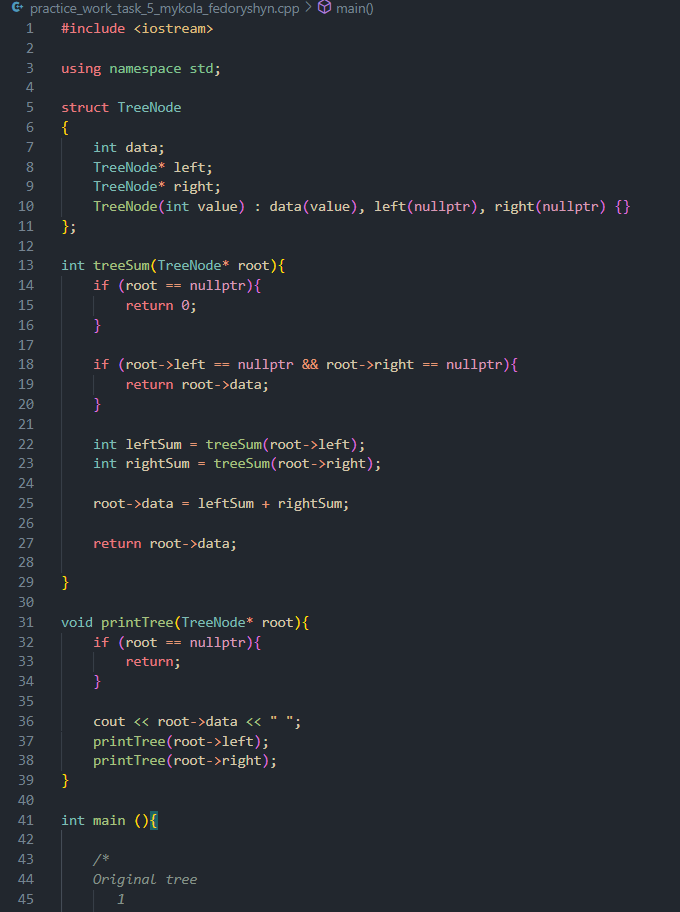 practice_work_task_5_mykola_fedoryshyn.cpp > main()
1 #include <iostream>
2
3 using namespace std;
4
5 struct TreeNode
6 {
7     int data;
8     TreeNode* left;
9     TreeNode* right;
10     TreeNode(int value) : data(value), left(nullptr), right(nullptr) {}
11 };
12
13 int treeSum(TreeNode* root){
14     if (root == nullptr){
15         return 0;
16     }
17
18     if (root->left == nullptr && root->right == nullptr){
19         return root->data;
20     }
21
22     int leftSum = treeSum(root->left);
23     int rightSum = treeSum(root->right);
24
25     root->data = leftSum + rightSum;
26
27     return root->data;
28
29 }
30
31 void printTree(TreeNode* root){
32     if (root == nullptr){
33         return;
34     }
35
36     cout << root->data << " ";
37     printTree(root->left);
38     printTree(root->right);
39 }
40
41 int main (){
42
43     /*
44     Original tree
45        1